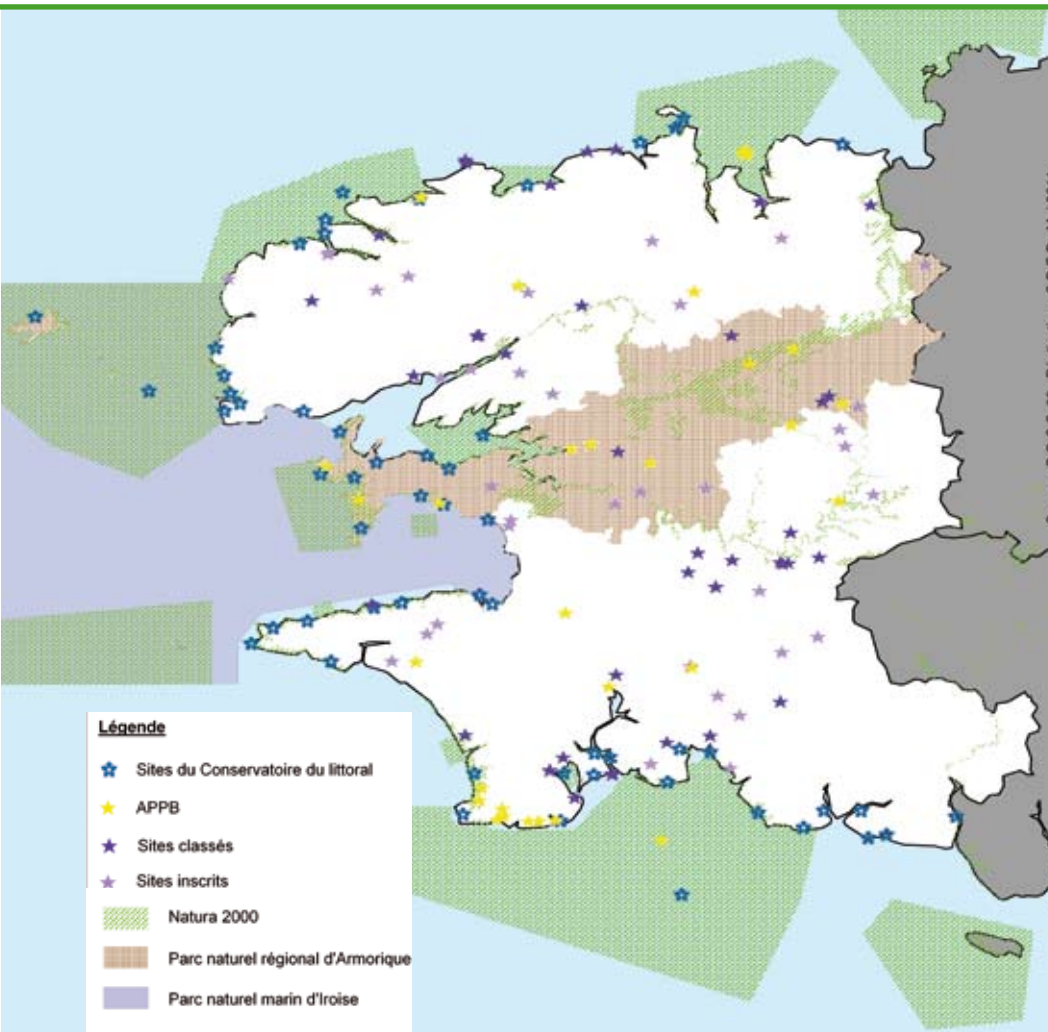 Légende
Sites du Conservatoire du littoral
APPB
Sites classés
Sites inscrits
Natura 2000
Parc naturel régional d'Armorique
Parc naturel marin d'Iroise